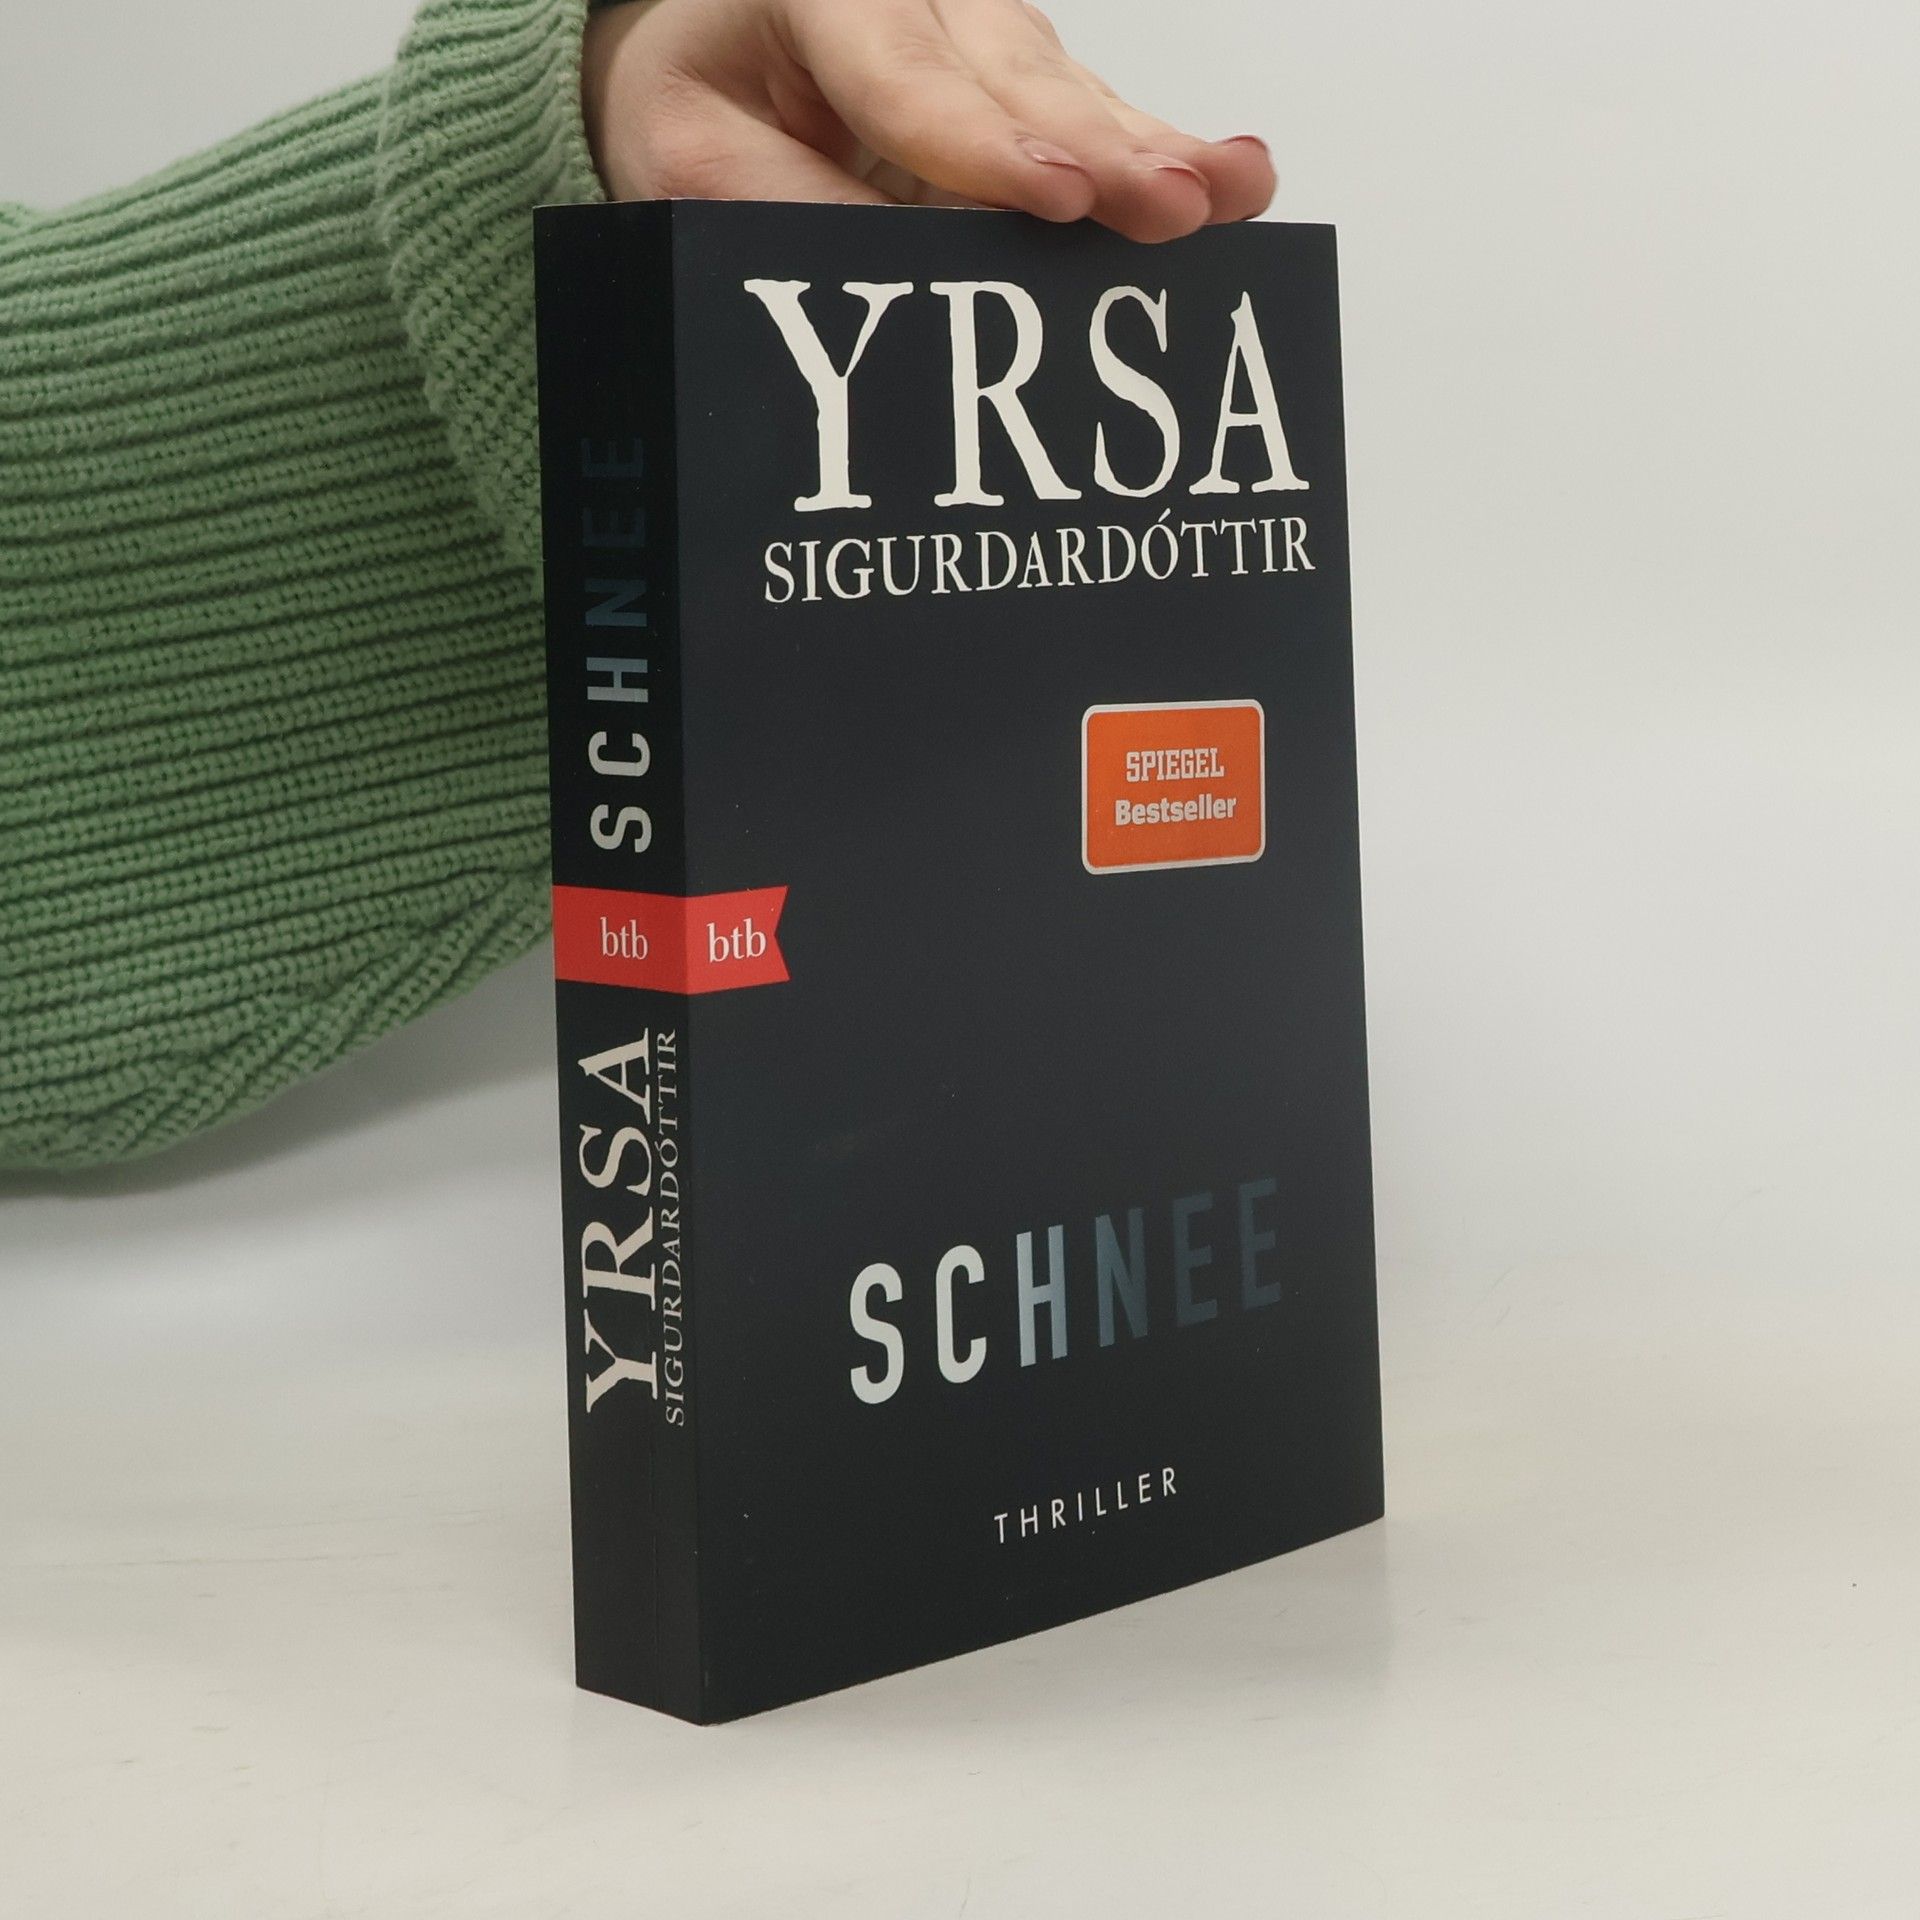 YRSA
SIGURDARDÓTTIR
SPIEGEL
Bestseller
btb
SCHNEE
THRILLER
SCHNEE
btb
YRSA
SIGURDARDÓTTIR